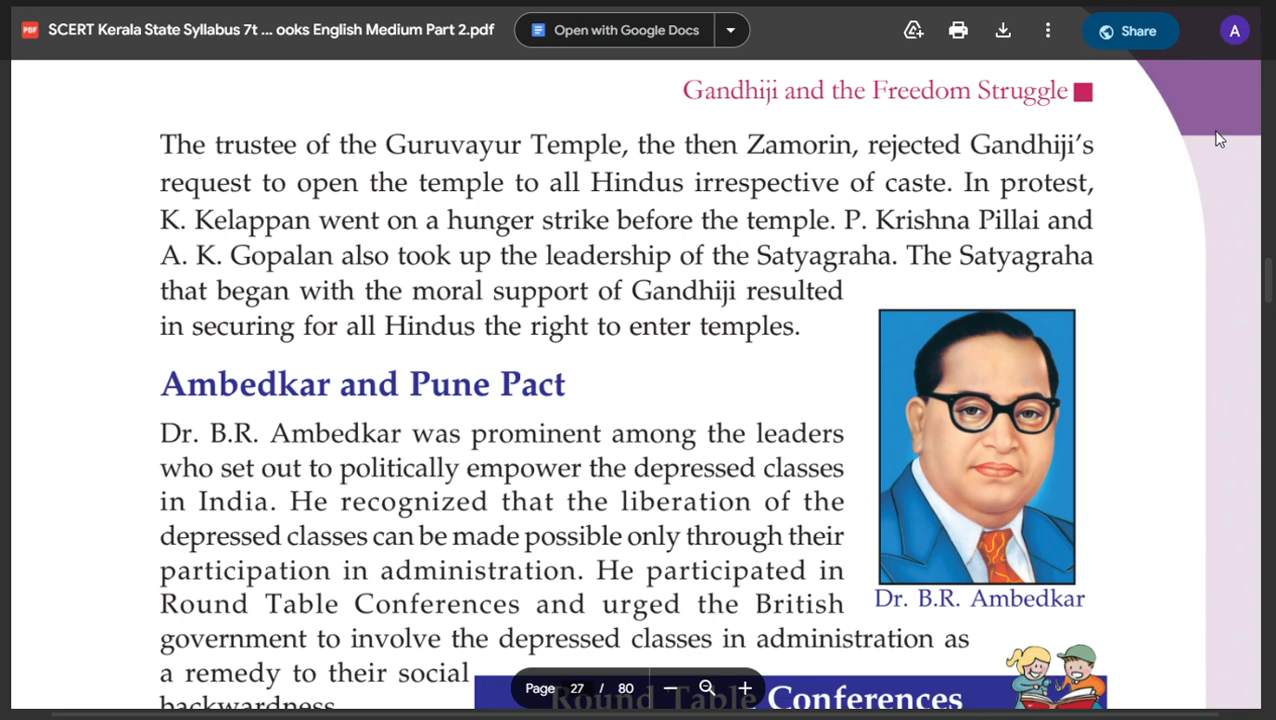 SCERT Kerala State Syllabus 7t ... ooks English Medium Part 2.pdf
Open with Google Docs
Share
A
Gandhiji and the Freedom Struggle
The trustee of the Guruvayur Temple, the then Zamorin, rejected Gandhiji's
request to open the temple to all Hindus irrespective of caste. In protest,
K. Kelappan went on a hunger strike before the temple. P. Krishna Pillai and
A. K. Gopalan also took up the leadership of the Satyagraha. The Satyagraha
that began with the moral support of Gandhiji resulted
in securing for all Hindus the right to enter temples.
Ambedkar and Pune Pact
Dr. B.R. Ambedkar was prominent among the leaders
who set out to politically empower the depressed classes
in India. He recognized that the liberation of the
depressed classes can be made possible only through their
participation in administration. He participated in
Round Table Conferences and urged the British
government to involve the depressed classes in administration as
a remedy to their social
backwardness.
Dr. B.R. Ambedkar
Round Table Conferences
Page 27 / 80